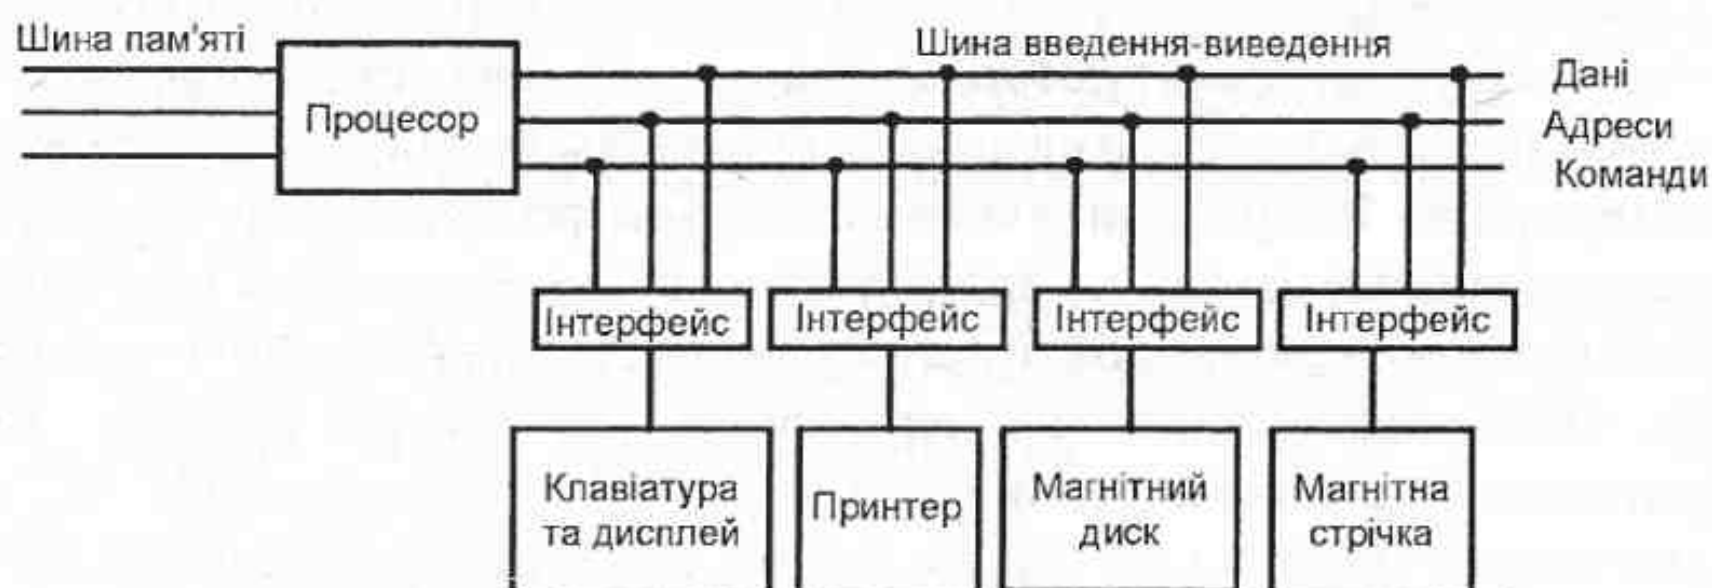 Шина пам'яті
Шина введення-виведення
Дані
Процесор
Адреси
Команди
Інтерфейс
Інтерфейс
Інтерфейс
Інтерфейс
Клавіатура
та дисплей
Принтер
Магнітний
диск
Магнітна
стрічка